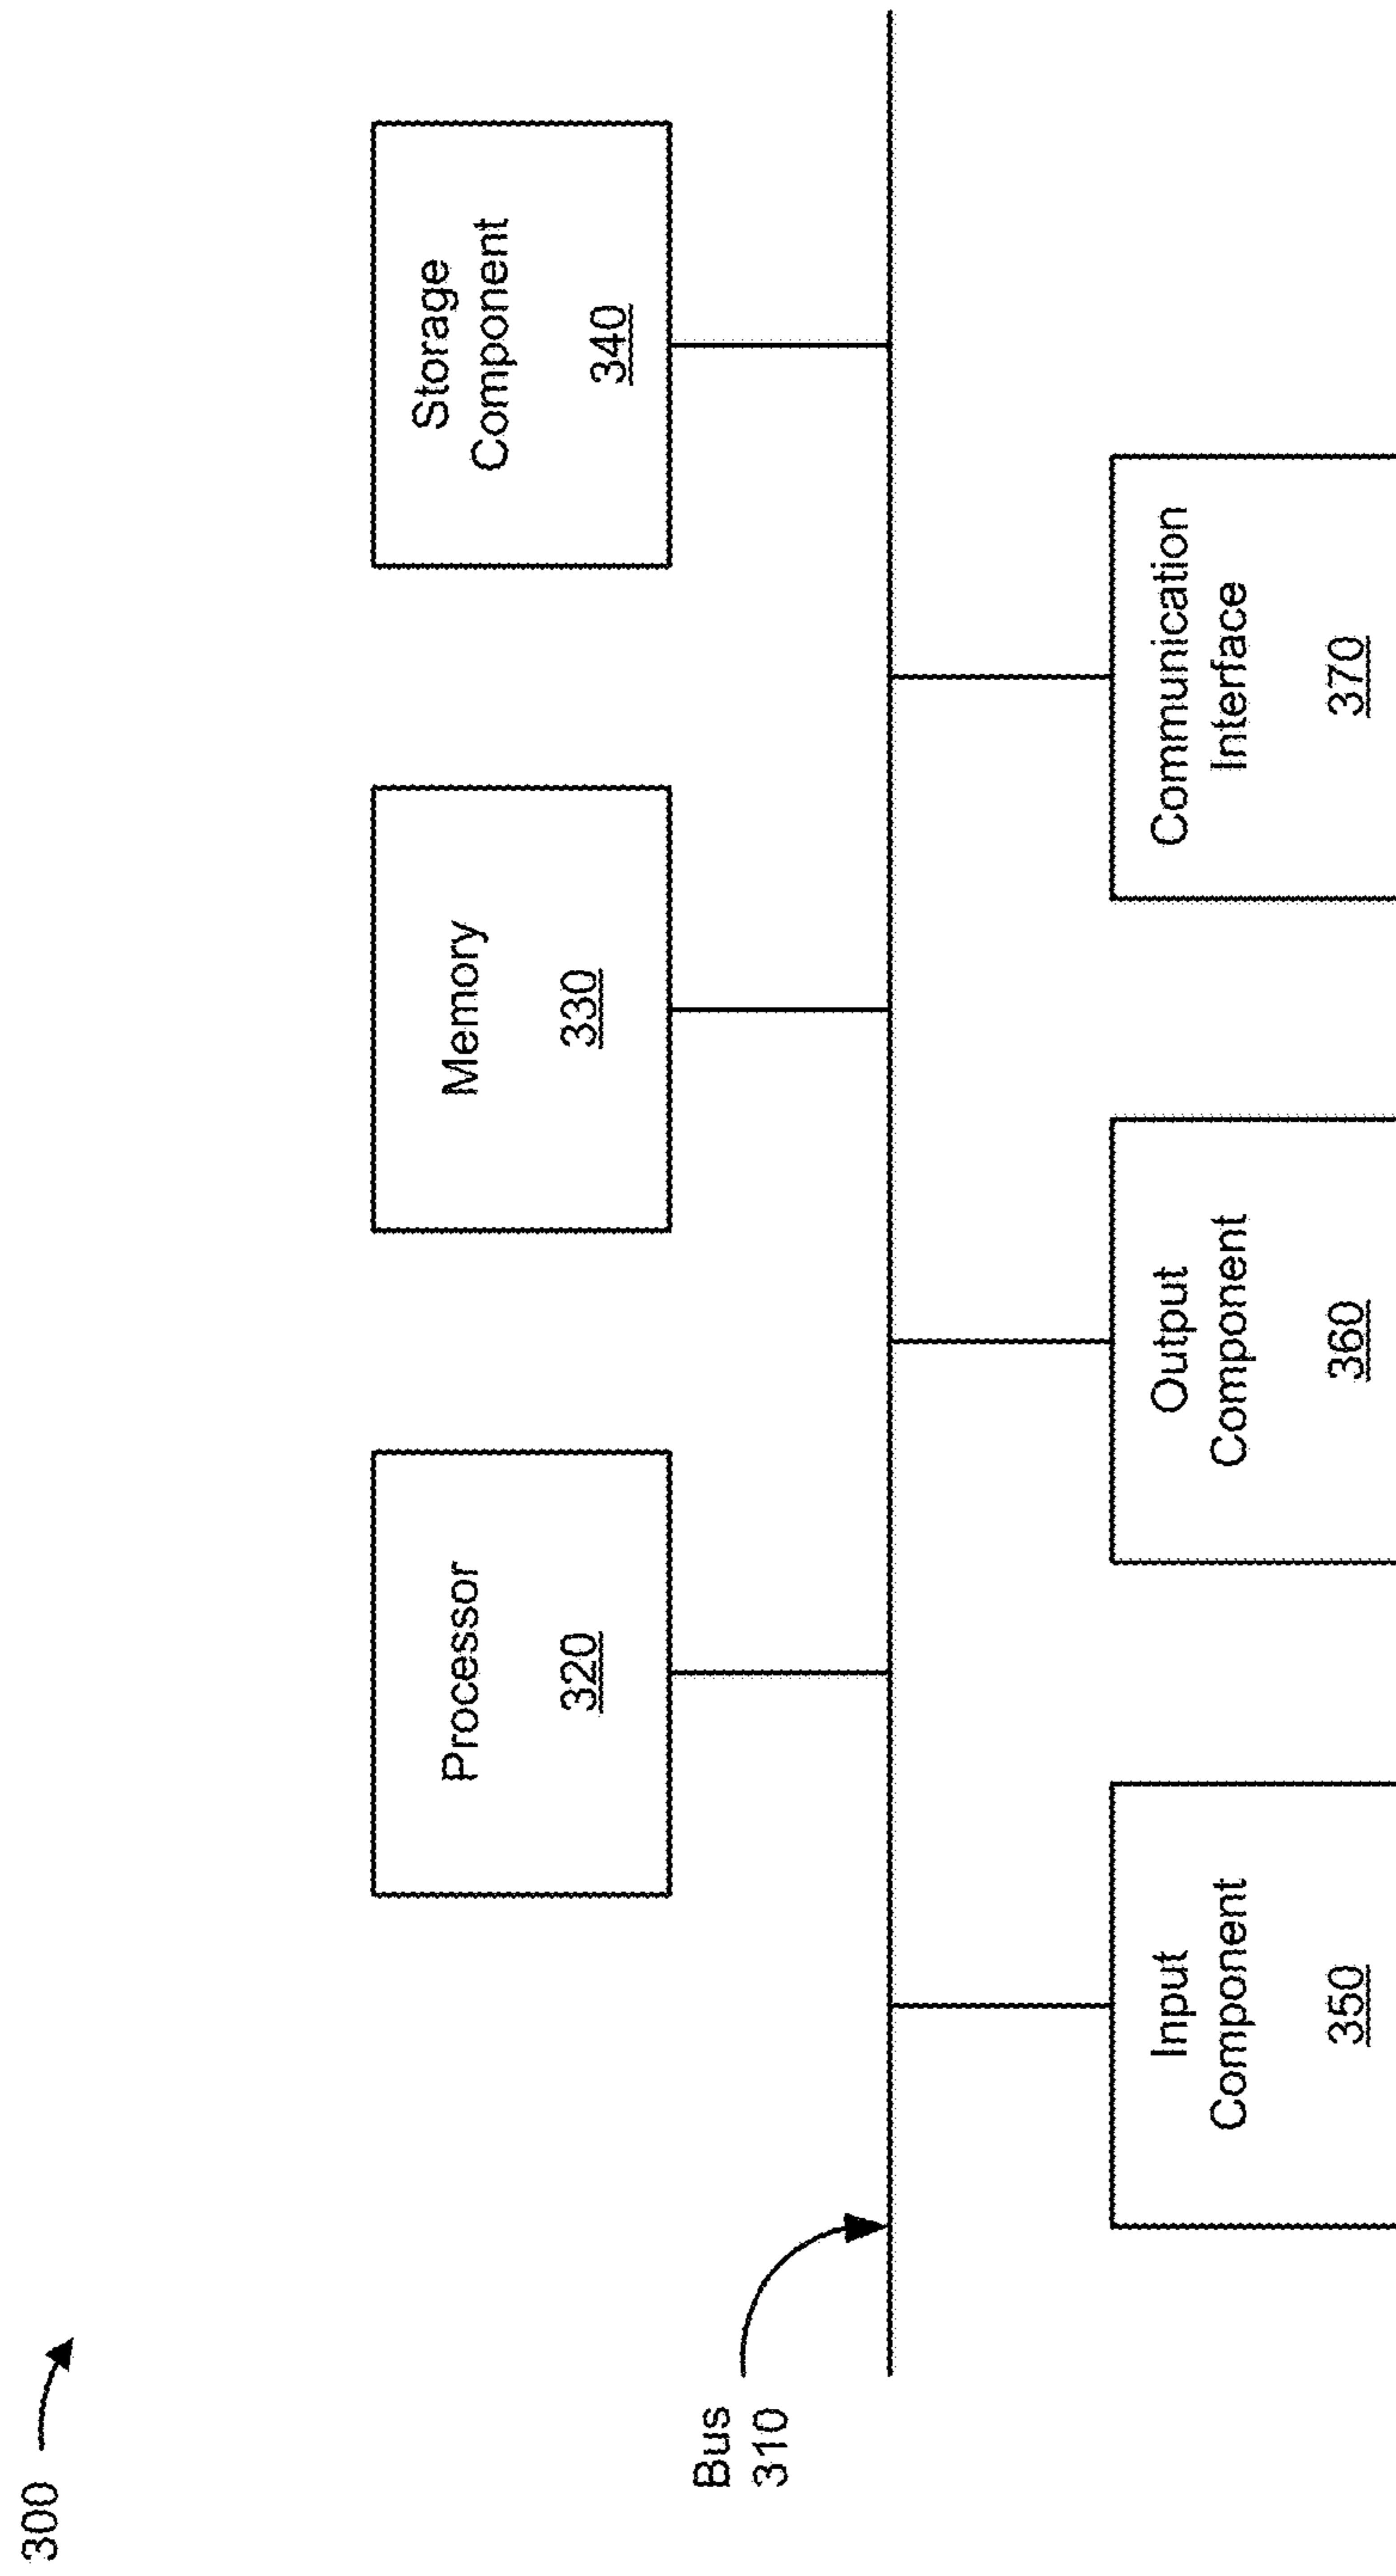 300
Processor
320
Memory
330
Storage
Component
340
Bus
310
Input
Component
350
Output
Component
360
Communication
Interface
370